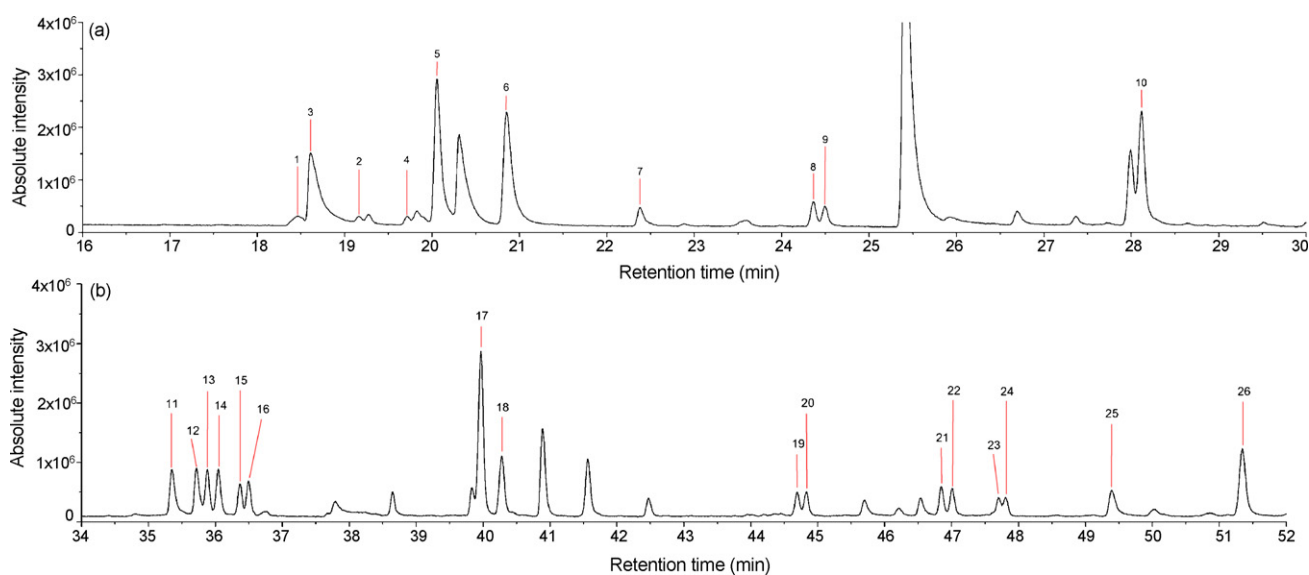 (a)
Absolute intensity
4x10⁶
3x10⁶
2x10⁶
1x10⁶
0
1 3 2 4 5 6 7 8 9 10
16 17 18 19 20 21 22 23 24 25 26 27 28 29 30
Retention time (min)
(b)
Absolute intensity
4x10⁶
3x10⁶
2x10⁶
1x10⁶
0
11 12 13 14 15 16 17 18 19 20 21 22 23 24 25 26
34 35 36 37 38 39 40 41 42 43 44 45 46 47 48 49 50 51 52
Retention time (min)